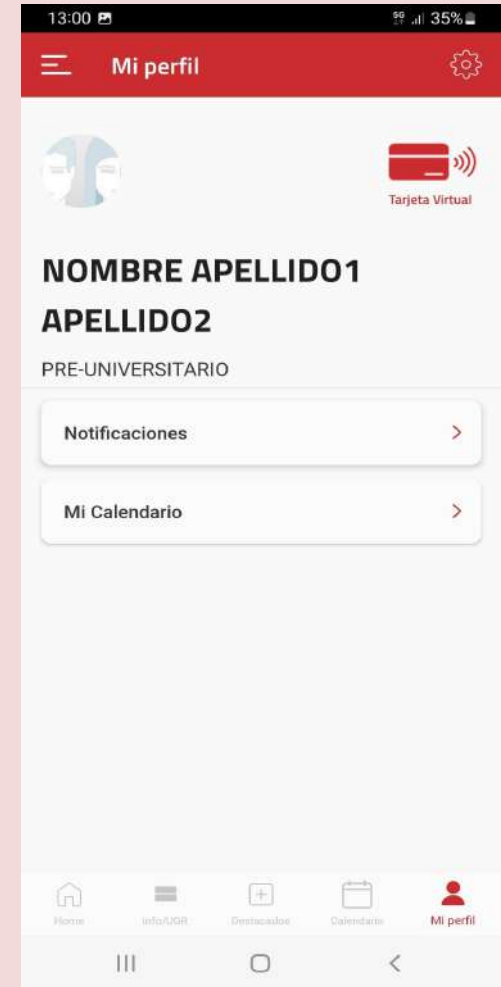 13:00
5G 35%
Mi perfil
Tarjeta Virtual
NOMBRE APELLIDO1
APELLIDO2
PRE-UNIVERSITARIO
Notificaciones
Mi Calendario
Home
Info/UGR
Destacados
Calendario
Mi perfil